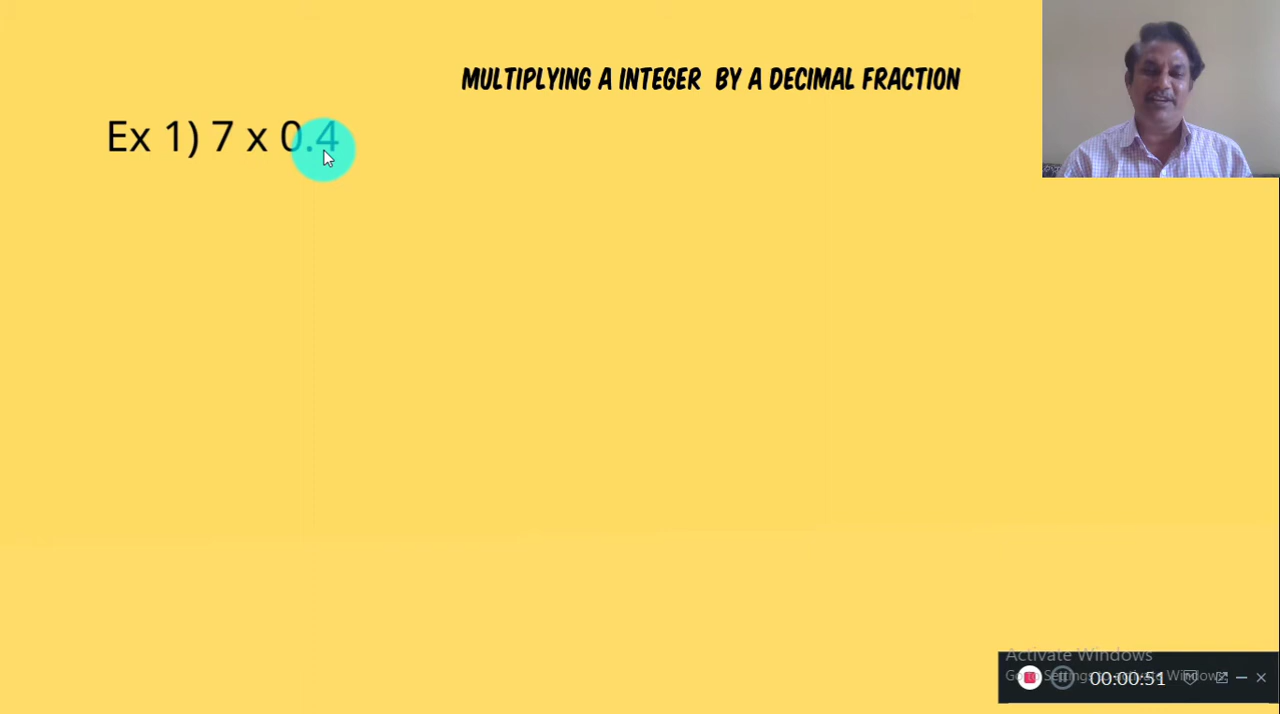 MULTIPLYING A INTEGER BY A DECIMAL FRACTION
Ex 1) 7 x 0.4
Activate Windows
00:00:51